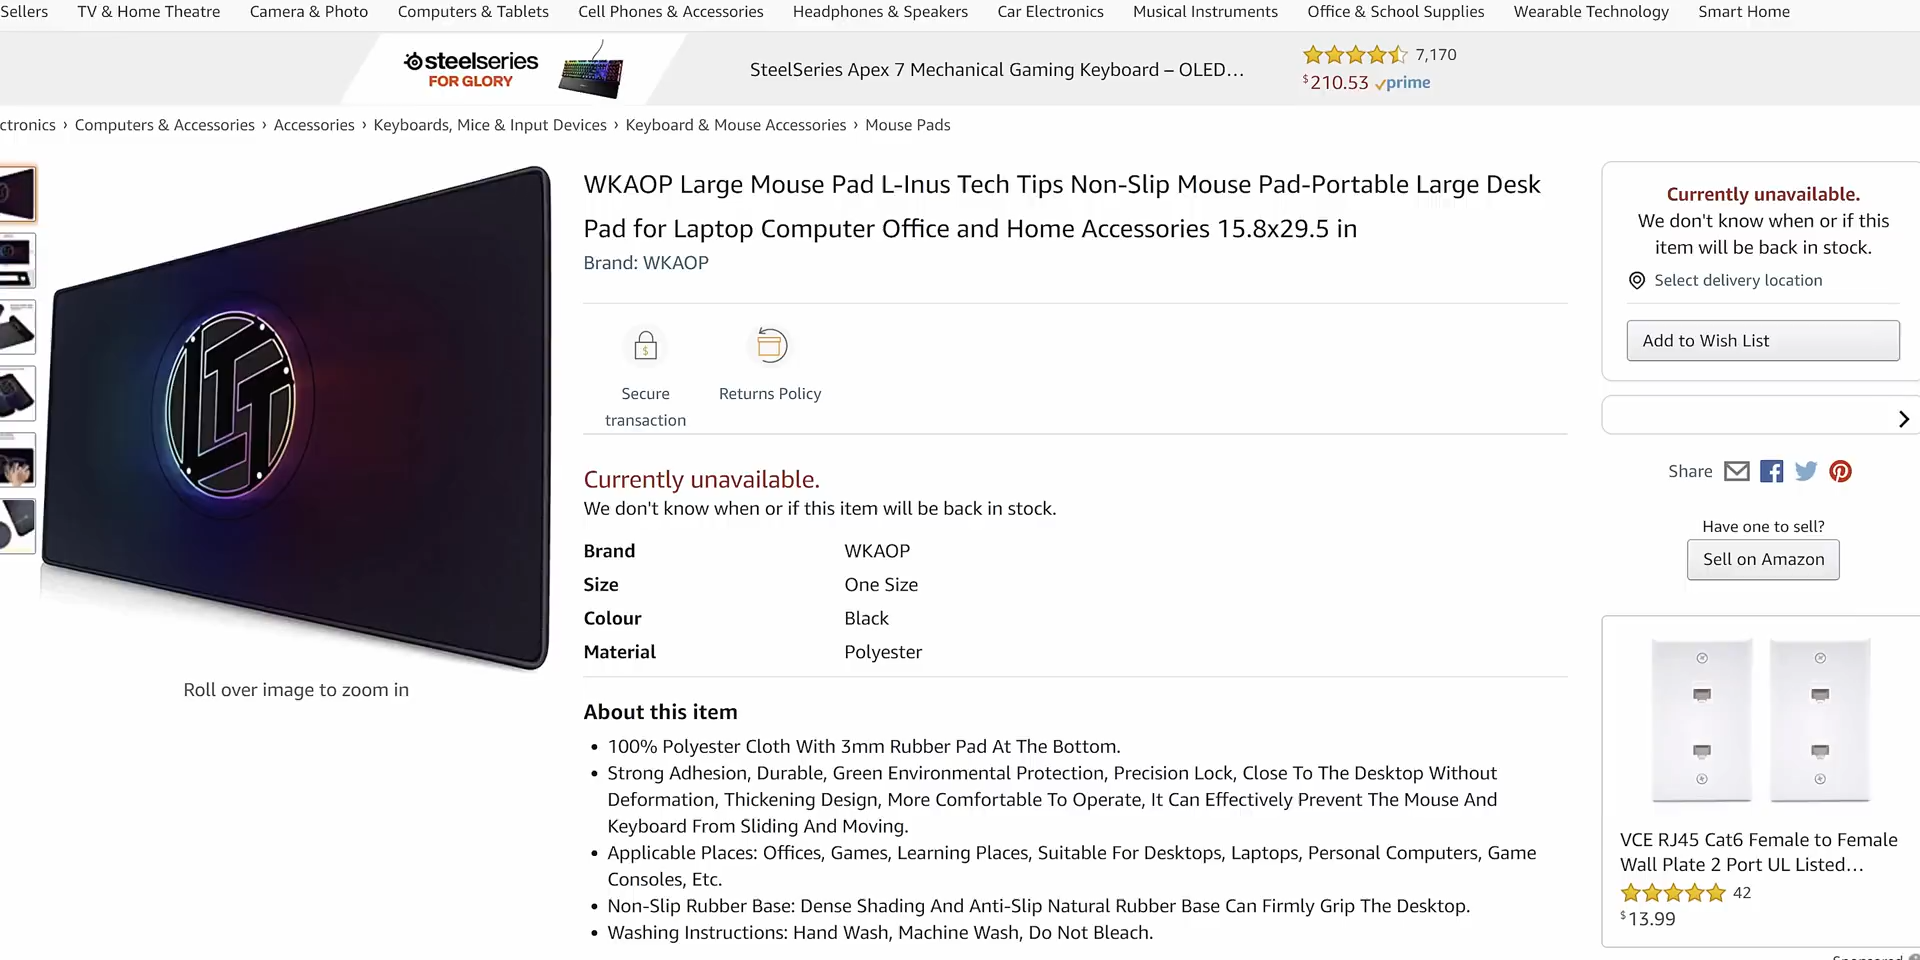 Sellers TV & Home Theatre Camera & Photo Computers & Tablets Cell Phones & Accessories Headphones & Speakers Car Electronics Musical Instruments Office & School Supplies Wearable Technology Smart Home
steelseries
FOR GLORY
SteelSeries Apex 7 Mechanical Gaming Keyboard – OLED…
7,170
$210.53 prime
ctronics › Computers & Accessories › Accessories › Keyboards, Mice & Input Devices › Keyboard & Mouse Accessories › Mouse Pads
LTT
Roll over image to zoom in
WKAOP Large Mouse Pad L-Inus Tech Tips Non-Slip Mouse Pad-Portable Large Desk
Pad for Laptop Computer Office and Home Accessories 15.8x29.5 in
Brand: WKAOP
Secure
transaction
Returns Policy
Currently unavailable.
We don't know when or if this item will be back in stock.
Brand WKAOP
Size One Size
Colour Black
Material Polyester
About this item
• 100% Polyester Cloth With 3mm Rubber Pad At The Bottom.
• Strong Adhesion, Durable, Green Environmental Protection, Precision Lock, Close To The Desktop Without
Deformation, Thickening Design, More Comfortable To Operate, It Can Effectively Prevent The Mouse And
Keyboard From Sliding And Moving.
• Applicable Places: Offices, Games, Learning Places, Suitable For Desktops, Laptops, Personal Computers, Game
Consoles, Etc.
• Non-Slip Rubber Base: Dense Shading And Anti-Slip Natural Rubber Base Can Firmly Grip The Desktop.
• Washing Instructions: Hand Wash, Machine Wash, Do Not Bleach.
Currently unavailable.
We don't know when or if this
item will be back in stock.
Select delivery location
Add to Wish List
Share
Have one to sell?
Sell on Amazon
VCE RJ45 Cat6 Female to Female
Wall Plate 2 Port UL Listed…
42
$13.99
Sponsored